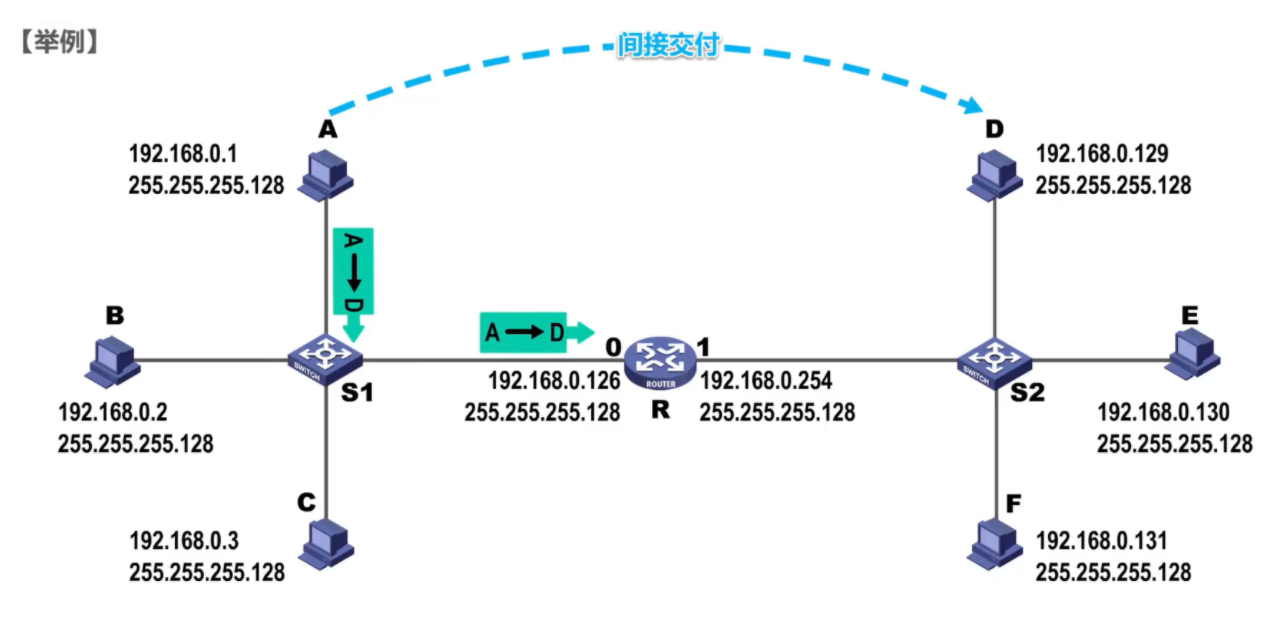 【举例】
间接交付
A
192.168.0.1
255.255.255.128
D
192.168.0.129
255.255.255.128
A → D
B
192.168.0.2
255.255.255.128
SWITCH
S1
A → D
0
192.168.0.126
255.255.255.128
ROUTER
R
1
192.168.0.254
255.255.255.128
SWITCH
S2
E
192.168.0.130
255.255.255.128
C
192.168.0.3
255.255.255.128
F
192.168.0.131
255.255.255.128